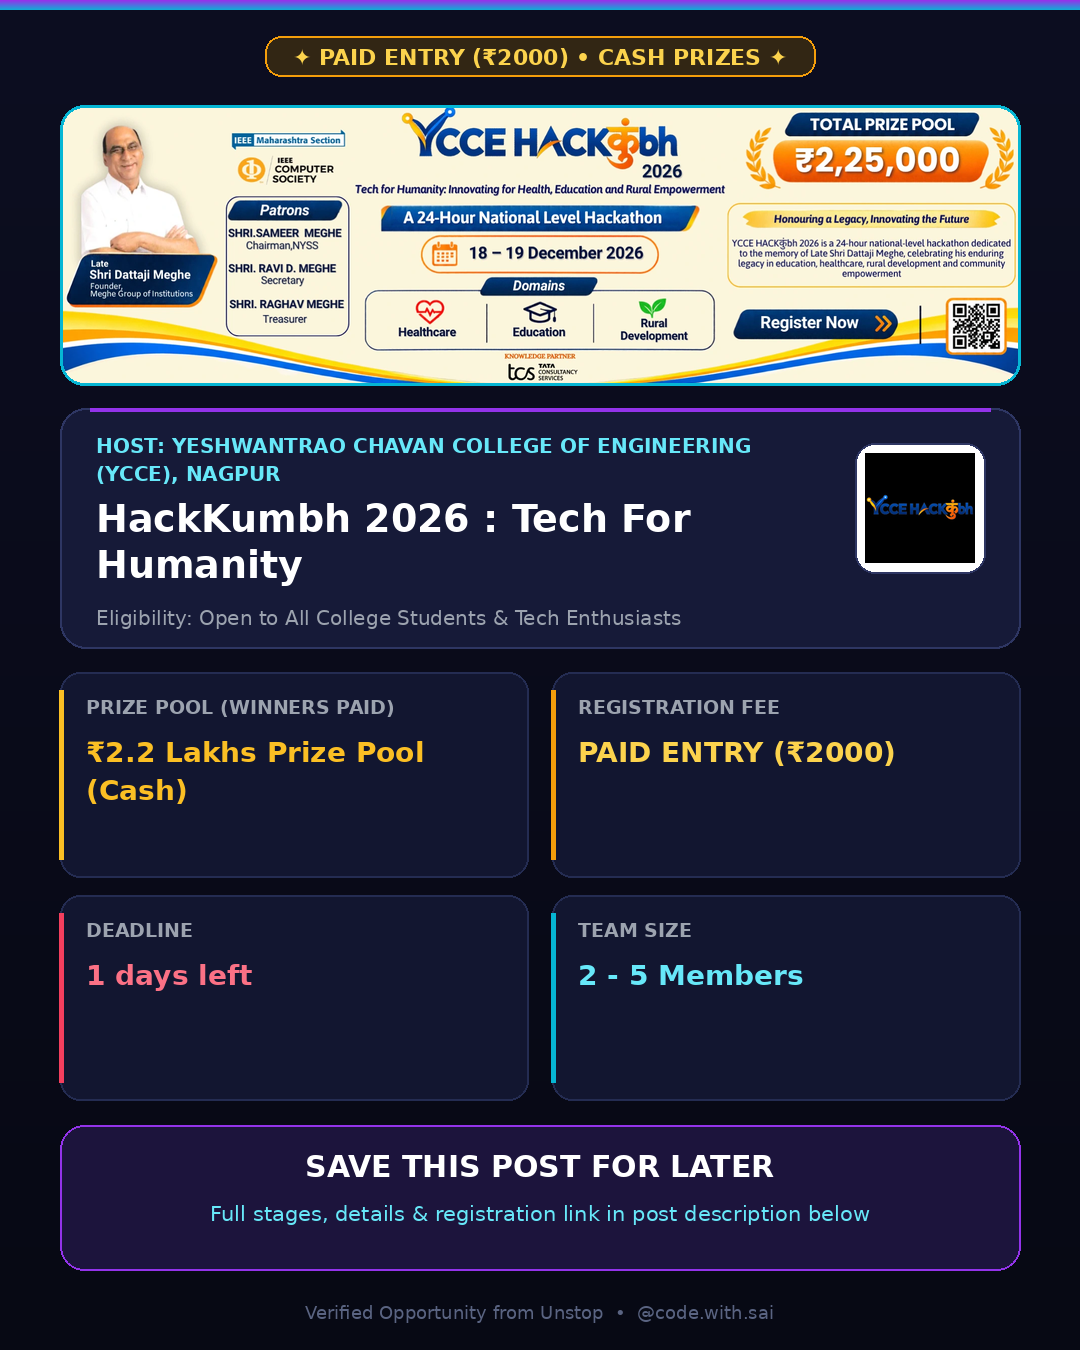 ✦ PAID ENTRY (₹2000) • CASH PRIZES ✦
Late
Shri Dattaji Meghe
Founder,
Meghe Group of Institutions
IEEE Maharashtra Section
IEEE
COMPUTER
SOCIETY
Patrons
SHRI.SAMEER MEGHE
Chairman,NYSS
SHRI. RAVI D. MEGHE
Secretary
SHRI. RAGHAV MEGHE
Treasurer
YCCE HACKकुंbh
2026
Tech for Humanity: Innovating for Health, Education and Rural Empowerment
A 24-Hour National Level Hackathon
18 – 19 December 2026
Domains
Healthcare
Education
Rural
Development
KNOWLEDGE PARTNER
tcs TATA
CONSULTANCY
SERVICES
TOTAL PRIZE POOL
₹2,25,000
Honouring a Legacy, Innovating the Future
YCCE HACKकुंbh 2026 is a 24-hour national-level hackathon dedicated
to the memory of Late Shri Dattaji Meghe, celebrating his enduring
legacy in education, healthcare, rural development and community
empowerment
Register Now
HOST: YESHWANTRAO CHAVAN COLLEGE OF ENGINEERING
(YCCE), NAGPUR
HackKumbh 2026 : Tech For
Humanity
Eligibility: Open to All College Students & Tech Enthusiasts
YCCE HACKकुंbh
PRIZE POOL (WINNERS PAID)
₹2.2 Lakhs Prize Pool
(Cash)
REGISTRATION FEE
PAID ENTRY (₹2000)
DEADLINE
1 days left
TEAM SIZE
2 - 5 Members
SAVE THIS POST FOR LATER
Full stages, details & registration link in post description below
Verified Opportunity from Unstop • @code.with.sai